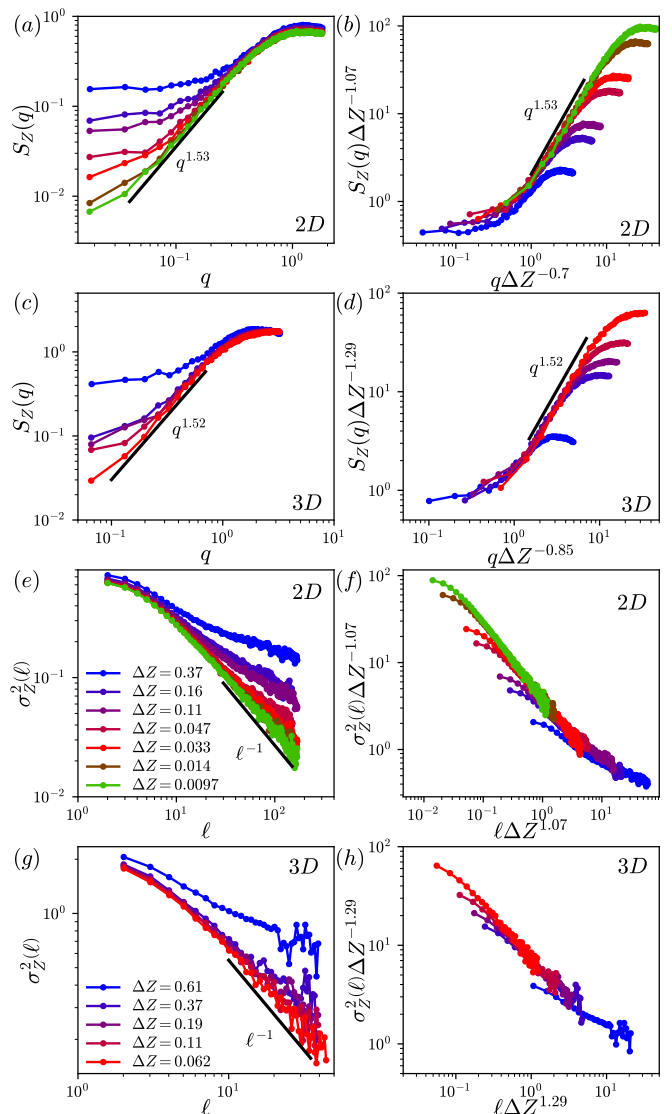 (a)
10^0
10^{-1}
10^{-2}
S_Z(q)
q^{1.53}
2D
10^{-1}
10^0
q
(b)
10^2
10^1
10^0
S_Z(q)ΔZ^{-1.07}
q^{1.53}
2D
10^{-1}
10^0
10^1
10^2
qΔZ^{-0.7}
(c)
10^0
10^{-1}
10^{-2}
S_Z(q)
q^{1.52}
3D
10^{-1}
10^0
10^1
q
(d)
10^2
10^1
10^0
S_Z(q)ΔZ^{-1.29}
q^{1.52}
3D
10^{-1}
10^0
10^1
10^2
qΔZ^{-0.85}
(e)
10^0
10^{-1}
10^{-2}
σ_Z^2(ℓ)
2D
ΔZ = 0.37
ΔZ = 0.16
ΔZ = 0.11
ΔZ = 0.047
ΔZ = 0.033
ΔZ = 0.014
ΔZ = 0.0097
ℓ^{-1}
10^0
10^1
10^2
ℓ
(f)
10^2
10^1
10^0
σ_Z^2(ℓ)ΔZ^{-1.07}
2D
10^{-2}
10^{-1}
10^0
10^1
ℓΔZ^{1.07}
(g)
10^0
σ_Z^2(ℓ)
3D
ΔZ = 0.61
ΔZ = 0.37
ΔZ = 0.19
ΔZ = 0.11
ΔZ = 0.062
ℓ^{-1}
10^0
10^1
ℓ
(h)
10^2
10^1
10^0
σ_Z^2(ℓ)ΔZ^{-1.29}
3D
10^{-1}
10^0
10^1
ℓΔZ^{1.29}